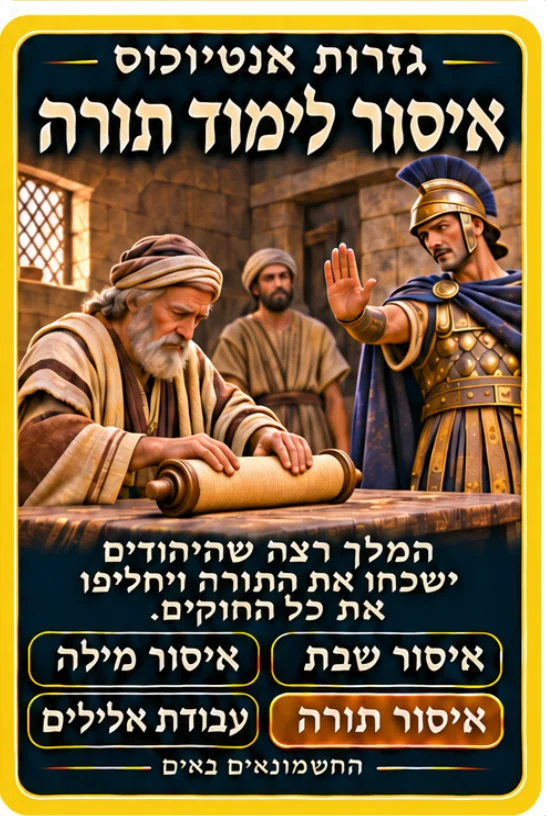 גזרות אנטיוכוס
איסור לימוד תורה
המלך רצה שהיהודים
ישכחו את התורה ויחליפו
את כל החוקים.
איסור שבת
איסור מילה
איסור תורה
עבודת אלילים
החשמונאים באים